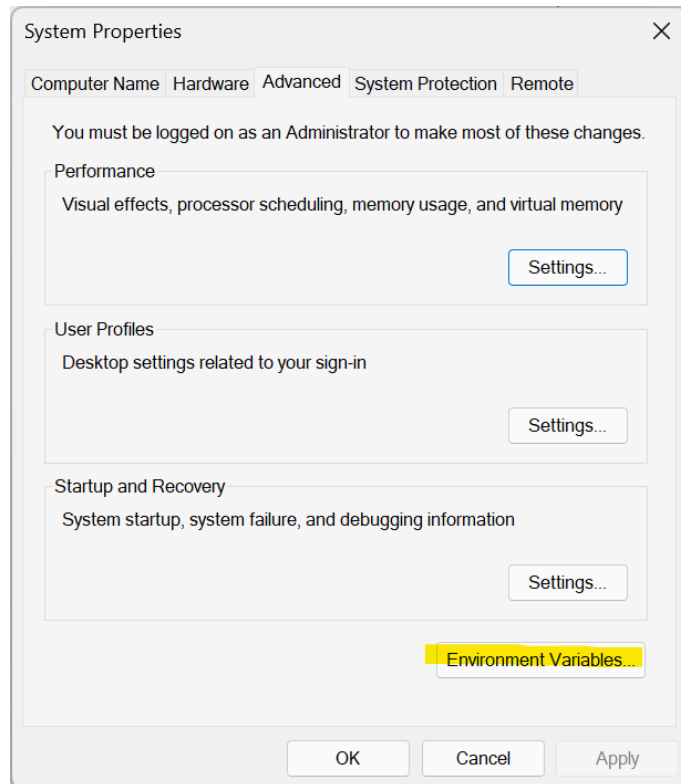 System Properties
Computer Name Hardware Advanced System Protection Remote
You must be logged on as an Administrator to make most of these changes.
Performance
Visual effects, processor scheduling, memory usage, and virtual memory
Settings...
User Profiles
Desktop settings related to your sign-in
Settings...
Startup and Recovery
System startup, system failure, and debugging information
Settings...
Environment Variables...
OK Cancel Apply